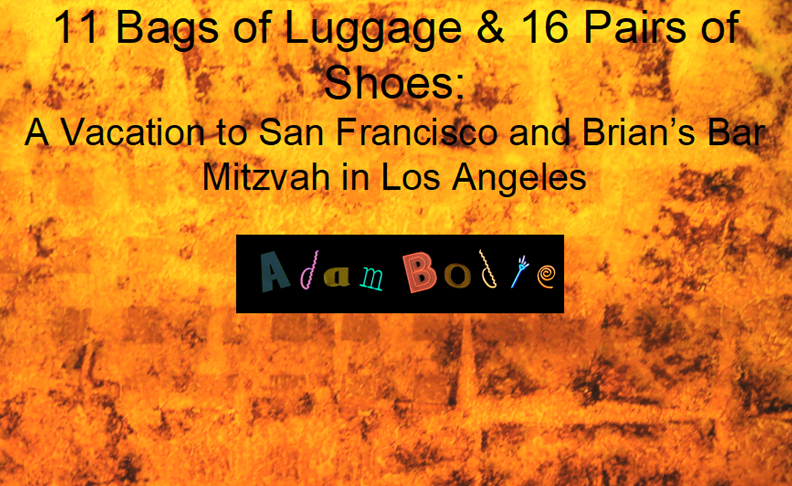 11 Bags of Luggage & 16 Pairs of
Shoes:
A Vacation to San Francisco and Brian’s Bar
Mitzvah in Los Angeles
Adam Bodie